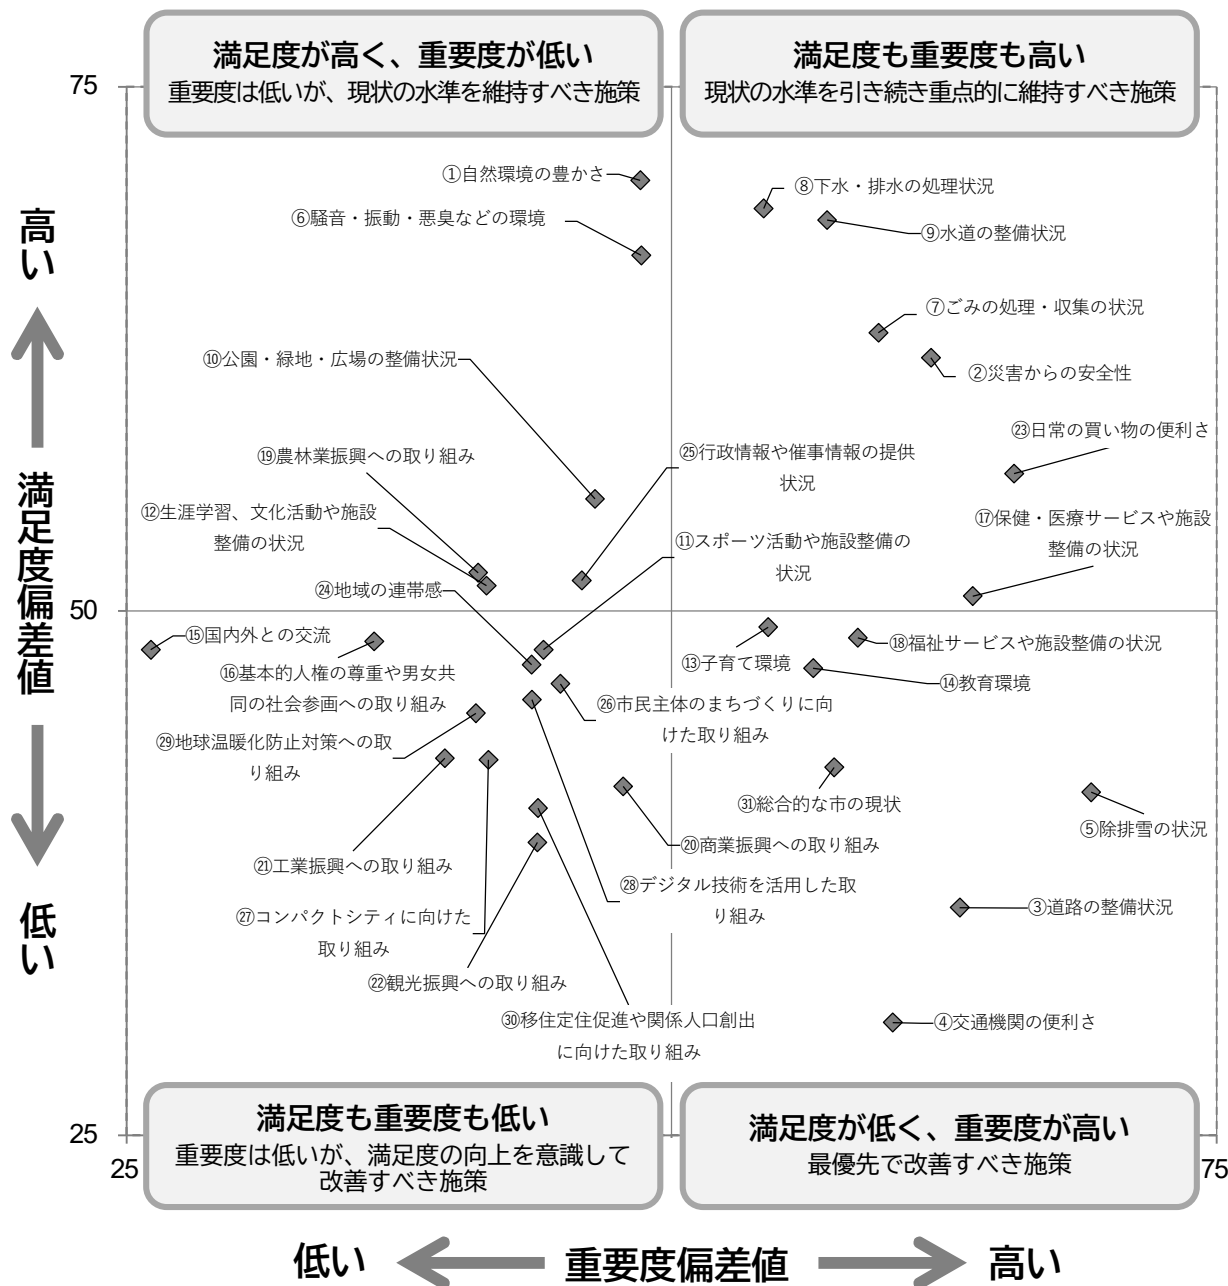 満足度が高く、重要度が低い
重要度は低いが、現状の水準を維持すべき施策
満足度も重要度も高い
現状の水準を引き続き重点的に維持すべき施策
75
①自然環境の豊かさ
⑧下水・排水の処理状況
⑥騒音・振動・悪臭などの環境
⑨水道の整備状況
高い
⑦ごみの処理・収集の状況
⑩公園・緑地・広場の整備状況
②災害からの安全性
㉓日常の買い物の便利さ
⑲農林業振興への取り組み
㉕行政情報や催事情報の提供
状況
満足度偏差値
⑫生涯学習、文化活動や施設
整備の状況
⑰保健・医療サービスや施設
整備の状況
⑪スポーツ活動や施設整備の
状況
㉔地域の連帯感
50
⑮国内外との交流
⑱福祉サービスや施設整備の状況
⑬子育て環境
⑯基本的人権の尊重や男女共
同の社会参画への取り組み
⑭教育環境
㉖市民主体のまちづくりに向
けた取り組み
㉙地球温暖化防止対策への取
り組み
㉛総合的な市の現状
⑤除排雪の状況
⑳商業振興への取り組み
㉑工業振興への取り組み
㉘デジタル技術を活用した取
り組み
低い
③道路の整備状況
㉗コンパクトシティに向けた
取り組み
㉒観光振興への取り組み
㉚移住定住促進や関係人口創出
に向けた取り組み
④交通機関の便利さ
満足度も重要度も低い
重要度は低いが、満足度の向上を意識して
改善すべき施策
満足度が低く、重要度が高い
最優先で改善すべき施策
25
25
75
低い
重要度偏差値
高い